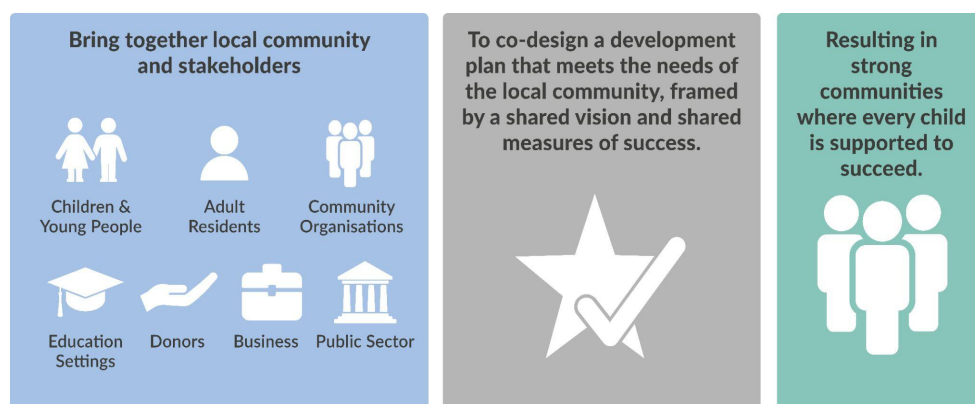 Bring together local community
and stakeholders
Children &
Young People
Adult
Residents
Community
Organisations
Education
Settings
Donors
Business
Public Sector
To co-design a development
plan that meets the needs of
the local community, framed
by a shared vision and shared
measures of success.
Resulting in
strong
communities
where every child
is supported to
succeed.